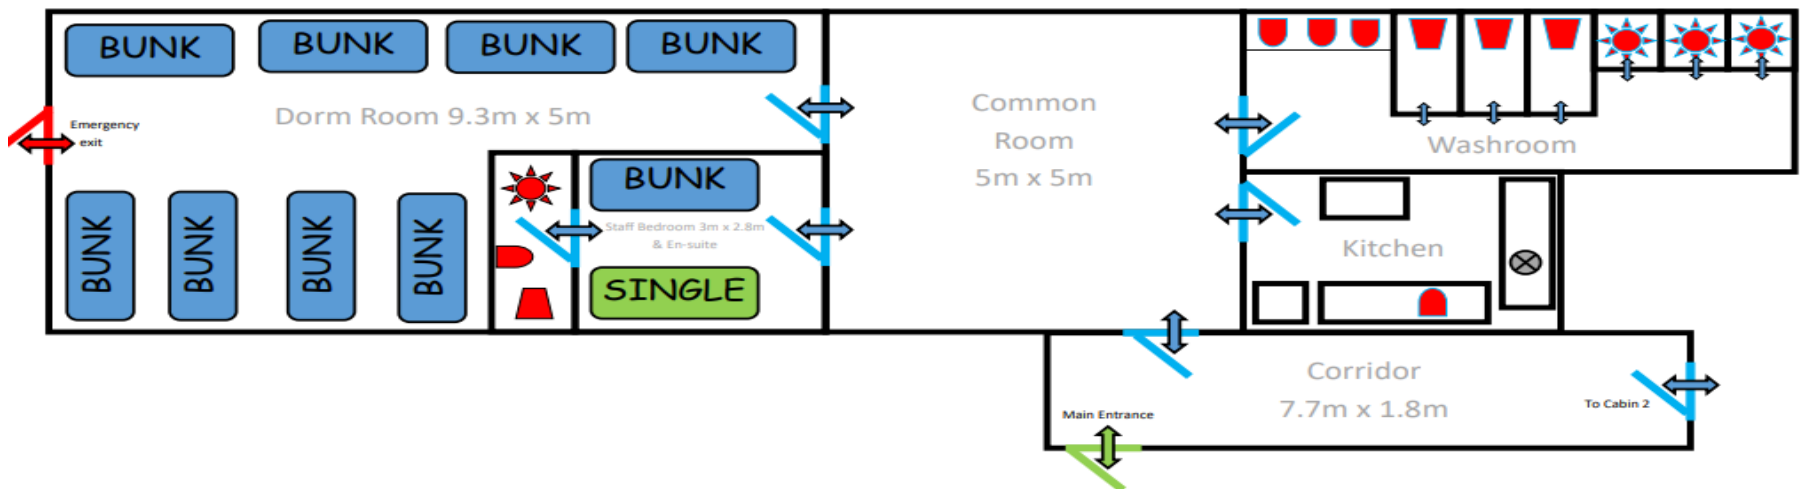 BUNK
BUNK
BUNK
BUNK
Dorm Room 9.3m x 5m
Emergency
exit
Common
Room
5m x 5m
Washroom
BUNK
BUNK
BUNK
BUNK
BUNK
Staff Bedroom 3m x 2.8m
& En-suite
SINGLE
Kitchen
Corridor
7.7m x 1.8m
Main Entrance
To Cabin 2